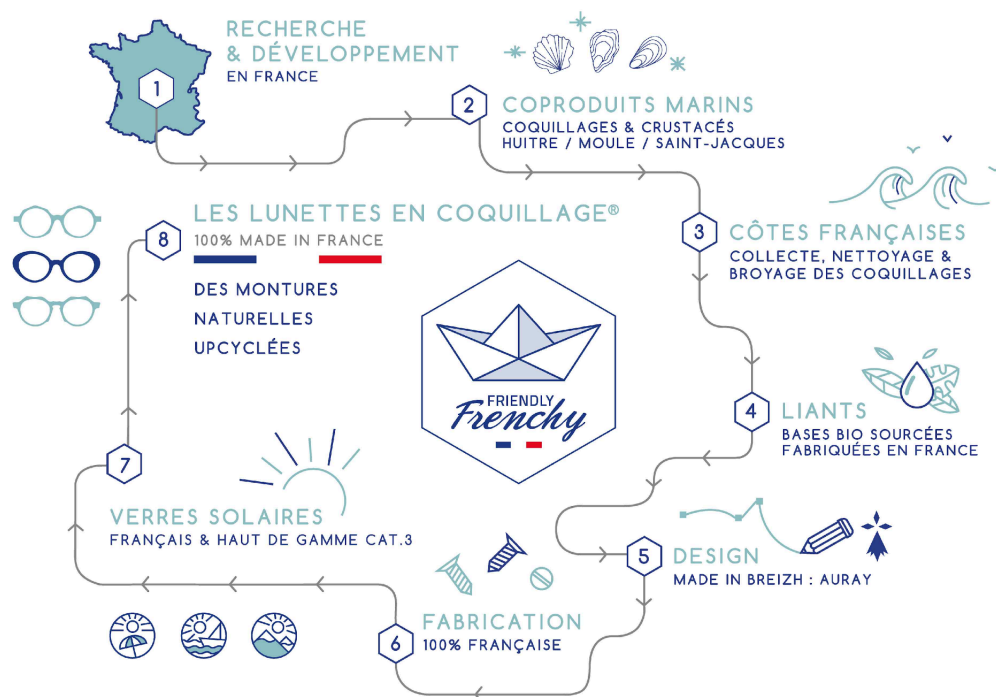 1
RECHERCHE
& DÉVELOPPEMENT
EN FRANCE
2
COPRODUITS MARINS
COQUILLAGES & CRUSTACÉS
HUITRE / MOULE / SAINT-JACQUES
3
CÔTES FRANÇAISES
COLLECTE, NETTOYAGE &
BROYAGE DES COQUILLAGES
4
LIANTS
BASES BIO SOURCÉES
FABRIQUÉES EN FRANCE
5
DESIGN
MADE IN BREIZH : AURAY
6
FABRICATION
100% FRANÇAISE
7
VERRES SOLAIRES
FRANÇAIS & HAUT DE GAMME CAT.3
8
LES LUNETTES EN COQUILLAGE®
100% MADE IN FRANCE
DES MONTURES
NATURELLES
UPCYCLÉES
FRIENDLY
Frenchy